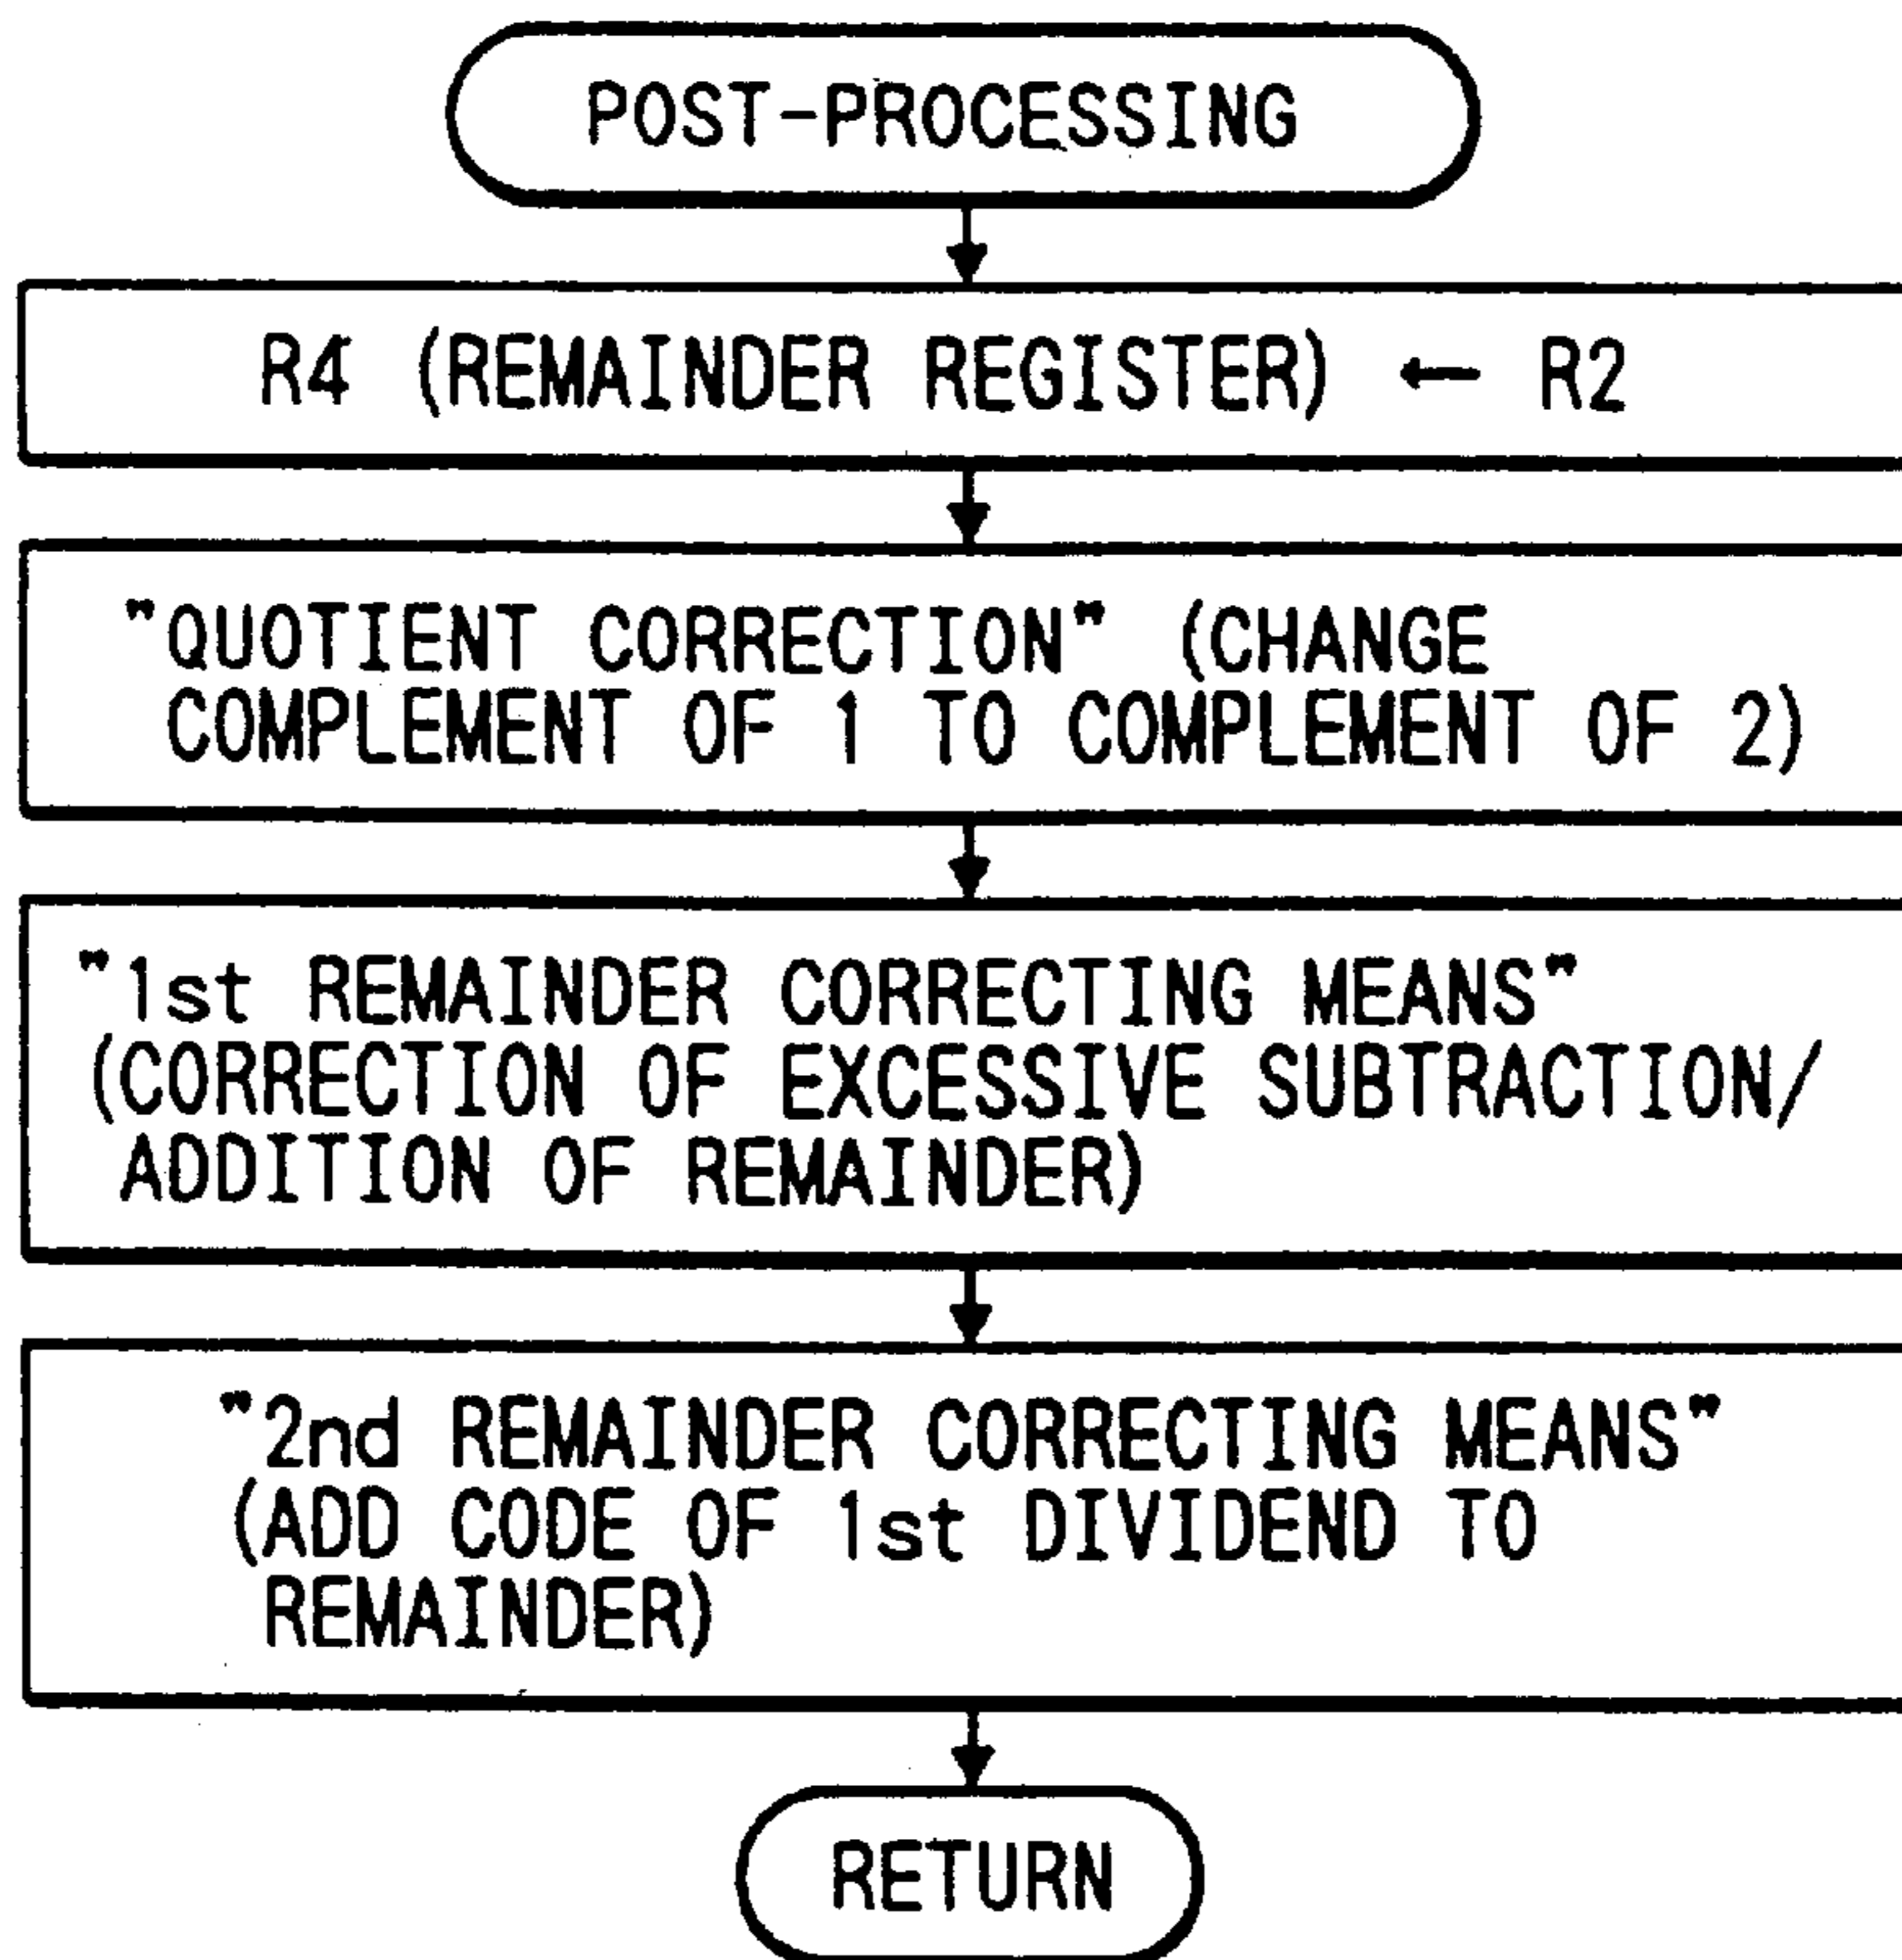 POST-PROCESSING
R4 (REMAINDER REGISTER) ← R2
"QUOTIENT CORRECTION" (CHANGE
COMPLEMENT OF 1 TO COMPLEMENT OF 2)
"1st REMAINDER CORRECTING MEANS"
(CORRECTION OF EXCESSIVE SUBTRACTION/
ADDITION OF REMAINDER)
"2nd REMAINDER CORRECTING MEANS"
(ADD CODE OF 1st DIVIDEND TO
REMAINDER)
RETURN